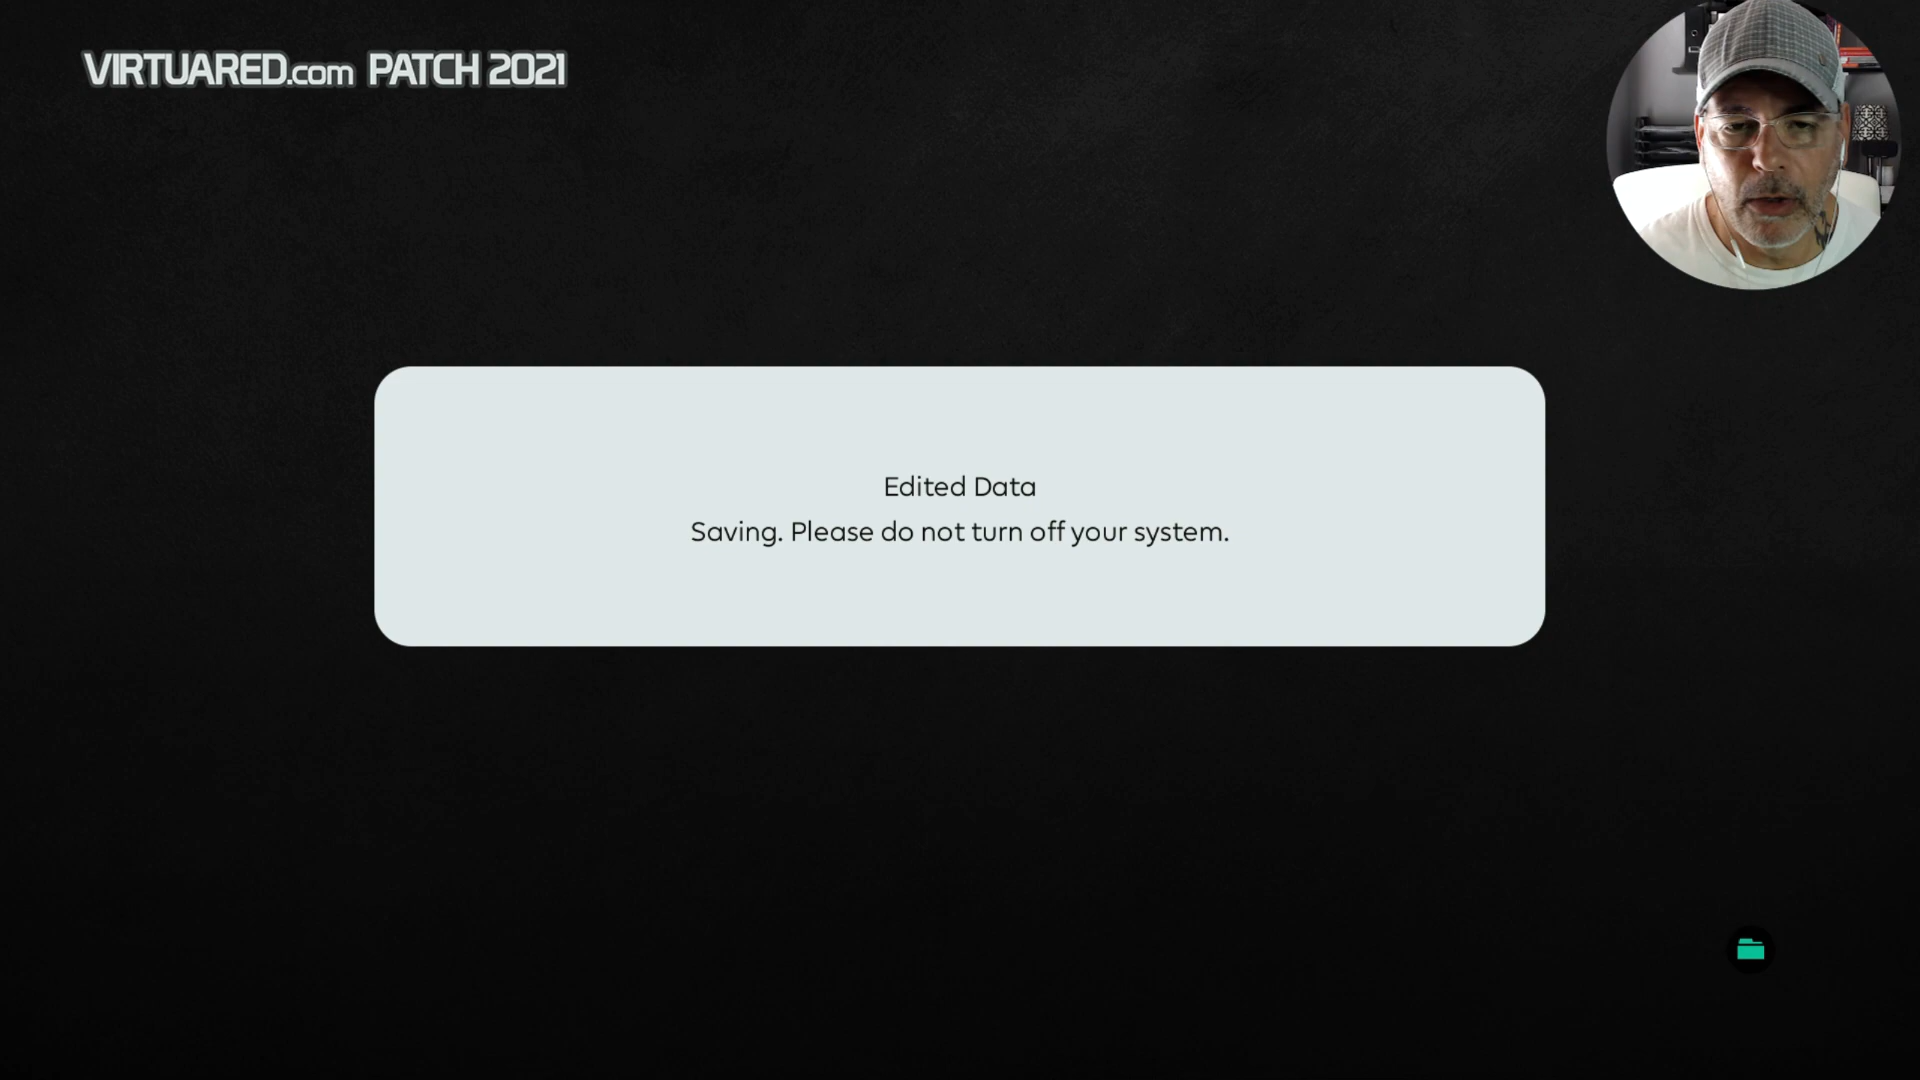 VIRTUARED.com PATCH 2021
Edited Data
Saving. Please do not turn off your system.